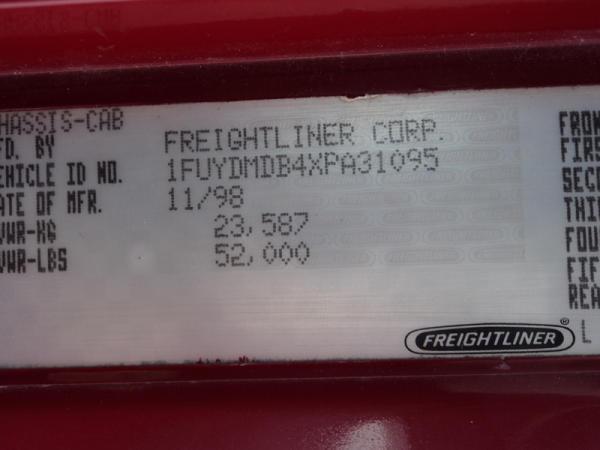 HASSIS-CAB
FD. BY FREIGHTLINER CORP.
EHICLE ID NO. 1FUYDMDB4XPA31095
ATE OF MFR. 11/98
VWR-KG 23,587
VWR-LBS 52,000
FRON
FIRS
SECO
THI
FOU
FIF
REA
FREIGHTLINER® L